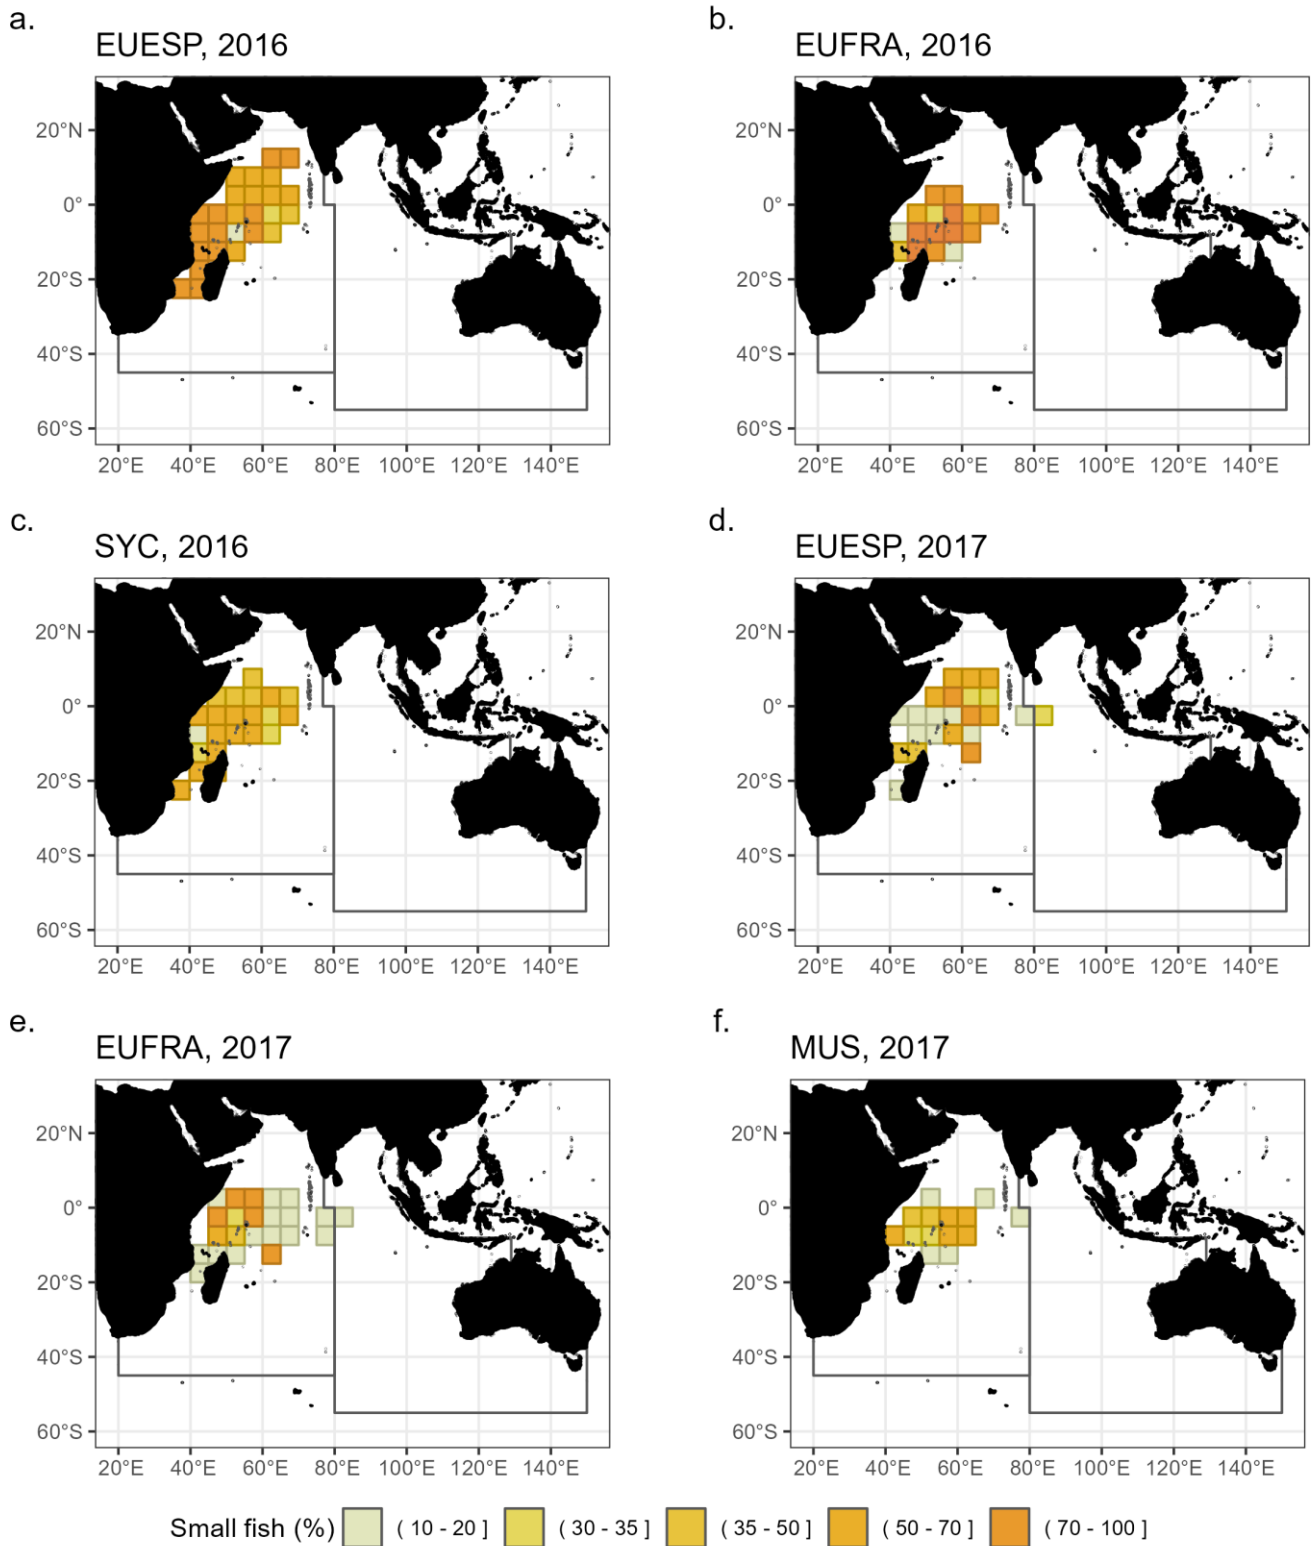 a.
EUESP, 2016
20°N
0°
20°S
40°S
60°S
20°E 40°E 60°E 80°E 100°E 120°E 140°E
b.
EUFRA, 2016
20°N
0°
20°S
40°S
60°S
20°E 40°E 60°E 80°E 100°E 120°E 140°E
c.
SYC, 2016
20°N
0°
20°S
40°S
60°S
20°E 40°E 60°E 80°E 100°E 120°E 140°E
d.
EUESP, 2017
20°N
0°
20°S
40°S
60°S
20°E 40°E 60°E 80°E 100°E 120°E 140°E
e.
EUFRA, 2017
20°N
0°
20°S
40°S
60°S
20°E 40°E 60°E 80°E 100°E 120°E 140°E
f.
MUS, 2017
20°N
0°
20°S
40°S
60°S
20°E 40°E 60°E 80°E 100°E 120°E 140°E
Small fish (%) ( 10 - 20 ] ( 30 - 35 ] ( 35 - 50 ] ( 50 - 70 ] ( 70 - 100 ]